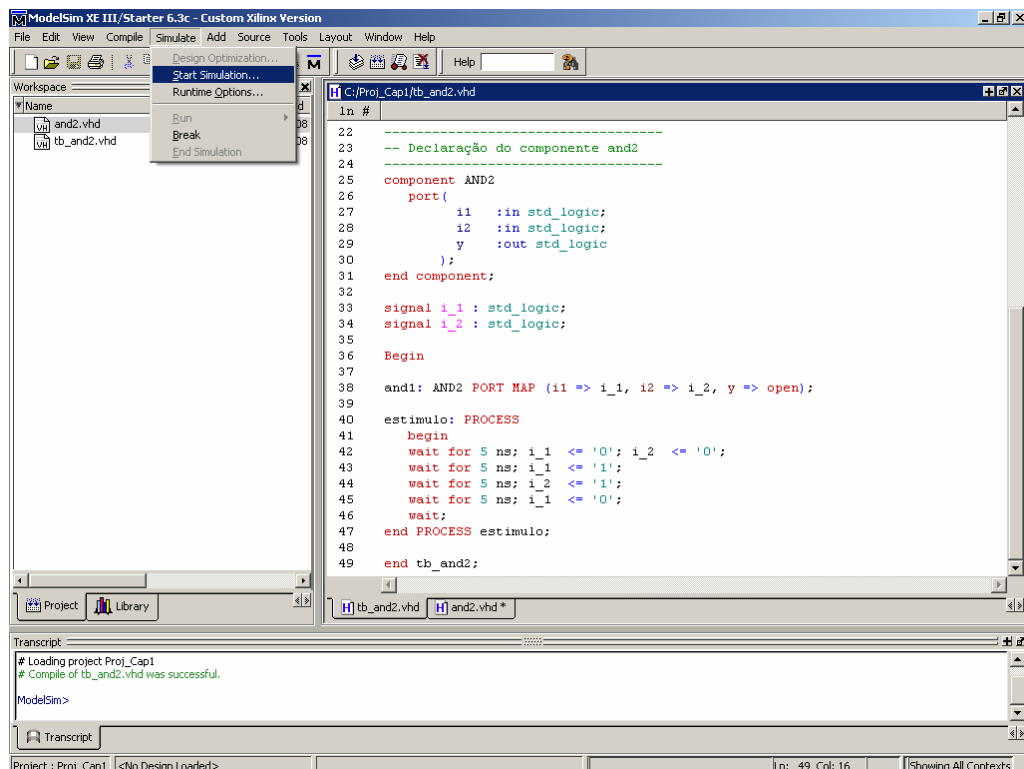 ModelSim XE III/Starter 6.3c - Custom Xilinx Version
File Edit View Compile Simulate Add Source Tools Layout Window Help
Help
Design Optimization...
Start Simulation...
Runtime Options...
Run
Break
End Simulation
Workspace
Name
and2.vhd 08
tb_and2.vhd 08
Project Library
C:/Proj_Cap1/tb_and2.vhd
ln #
22 -----------------------------------
23 -- Declaração do componente and2
24 -----------------------------------
25 component AND2
26 port(
27 i1 :in std_logic;
28 i2 :in std_logic;
29 y :out std_logic
30 );
31 end component;
32
33 signal i_1 : std_logic;
34 signal i_2 : std_logic;
35
36 Begin
37
38 and1: AND2 PORT MAP (i1 => i_1, i2 => i_2, y => open);
39
40 estimulo: PROCESS
41 begin
42 wait for 5 ns; i_1 <= '0'; i_2 <= '0';
43 wait for 5 ns; i_1 <= '1';
44 wait for 5 ns; i_2 <= '1';
45 wait for 5 ns; i_1 <= '0';
46 wait;
47 end PROCESS estimulo;
48
49 end tb_and2;
tb_and2.vhd and2.vhd *
Transcript
# Loading project Proj_Cap1
# Compile of tb_and2.vhd was successful.
ModelSim>
Transcript
Project : Proj_Cap1 <No Design Loaded> Ln: 49 Col: 16 Showing All Contexts